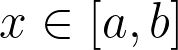 x ∈ [a, b]